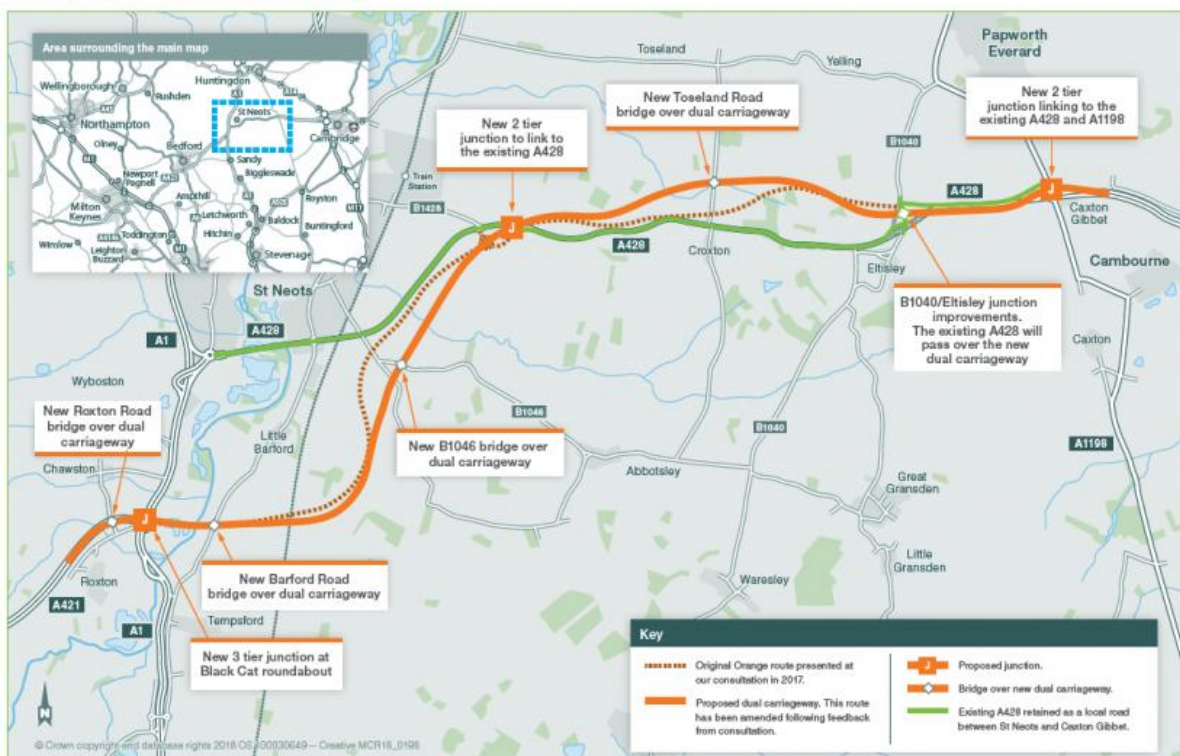 Area surrounding the main map
Wellingborough
Rushden
Huntingdon
A1
A14
St Neots
Northampton
Cambridge
Olney
Bedford
Newport
Pagnell
Sandy
Biggleswade
Milton
Keynes
Ampthill
Royston
Letchworth
Baldock
Toddington
Hitchin
Buntingford
Winslow
Leighton
Buzzard
Stevenage
M1
M1
A1
M11
Toseland
Yelling
Papworth
Everard
New 2 tier
junction to link to
the existing A428
New Toseland Road
bridge over dual carriageway
New 2 tier
junction linking to the
existing A428 and A1198
Train
Station
B1428
B1040
A428
J
J
Caxton
Gibbet
A428
Croxton
Eltisley
Cambourne
St Neots
A428
A1
B1040/Eltisley junction
improvements.
The existing A428 will
pass over the new
dual carriageway
Caxton
Wyboston
New Roxton Road
bridge over dual
carriageway
Little
Barford
B1046
B1040
New B1046 bridge over
dual carriageway
Abbotsley
A1198
Chawston
Great
Gransden
J
Roxton
A421
New Barford Road
bridge over dual carriageway
Little
Gransden
Waresley
A1
Tempsford
New 3 tier junction at
Black Cat roundabout
N
Key
Original Orange route presented at
our consultation in 2017.
Proposed dual carriageway. This route
has been amended following feedback
from consultation.
J
Proposed junction.
Bridge over new dual carriageway.
Existing A428 retained as a local road
between St Neots and Caxton Gibbet.
© Crown copyright and database rights 2018 OS 100030649 – Creative MCR18_0198